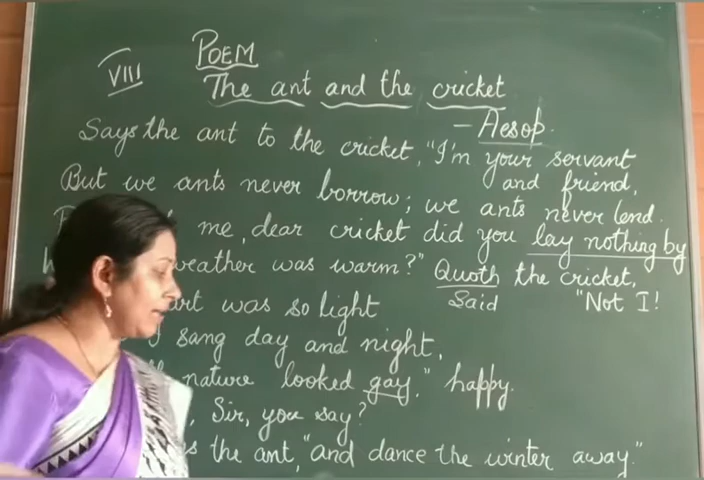 POEM
VIII
The ant and the cricket
- Aesop.
Says the ant to the cricket, "I'm your servant
and friend,
But we ants never borrow; we ants never lend.
me, dear cricket did you lay nothing by
weather was warm?" Quoth the cricket,
Said "Not I!
was so light
sang day and night,
nature looked gay." happy.
, Sir, you say?
the ant, "and dance the winter away."